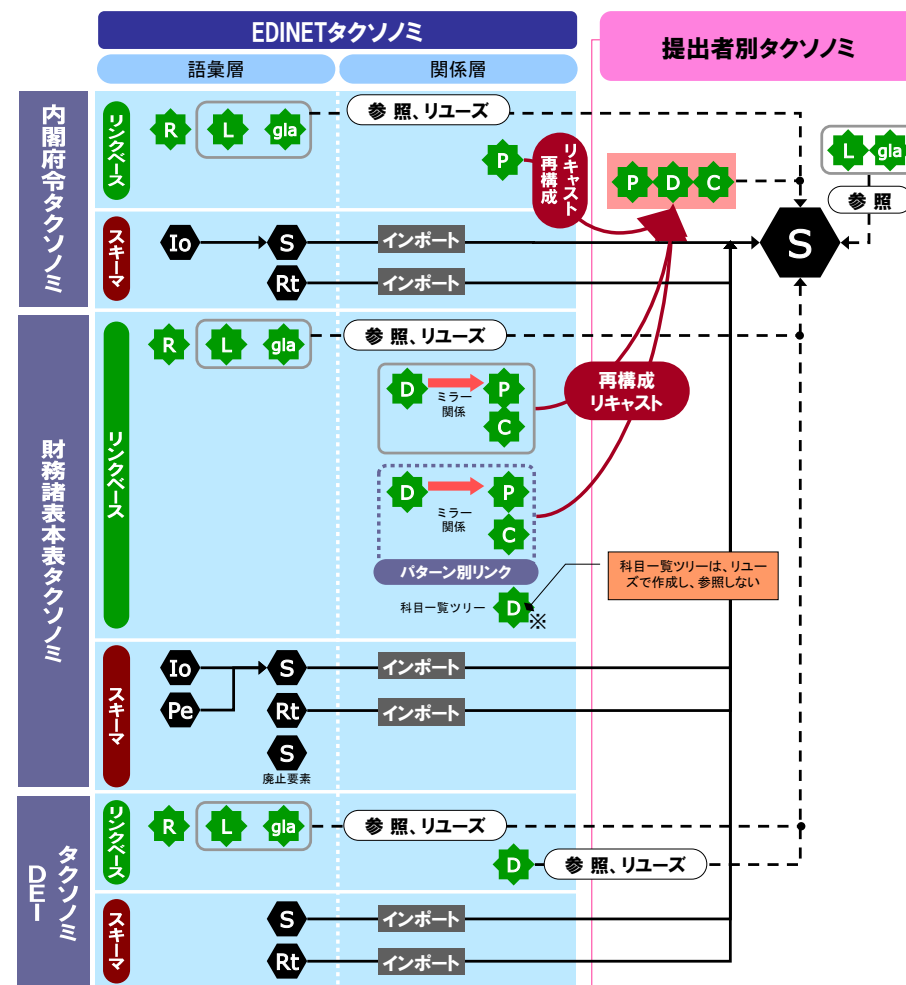 EDINETタクソノミ
提出者別タクソノミ
語彙層
関係層
内閣府令タクソノミ
リンクベース
R
L
gla
参照、リユーズ
P
再構成
リキャスト
P
D
C
L
gla
参照
S
スキーマ
Io
S
インポート
Rt
インポート
財務諸表本表タクソノミ
リンクベース
R
L
gla
参照、リユーズ
D
ミラー
関係
P
C
再構成
リキャスト
D
ミラー
関係
P
C
パターン別リンク
科目一覧ツリー
D
※
科目一覧ツリーは、リユー
ズで作成し、参照しない
スキーマ
Io
S
インポート
Pe
Rt
インポート
S
廃止要素
DEI
タクソノミ
リンクベース
R
L
gla
参照、リユーズ
D
参照、リユーズ
スキーマ
S
インポート
Rt
インポート